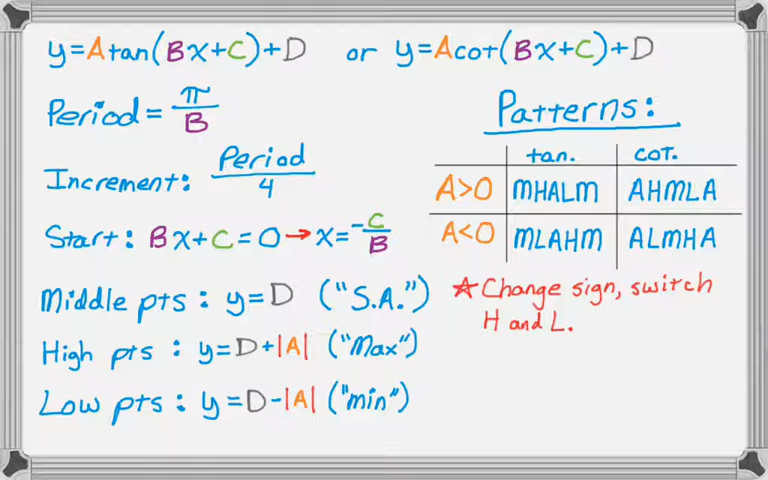 y=Atan(Bx+C)+D or y=Acot(Bx+C)+D
Period=π/B
Increment: Period/4
Start: Bx+C=0→x=-C/B
Middle pts: y=D ("S.A.")
High pts: y=D+|A| ("Max")
Low pts: y=D-|A| ("min")
Patterns:
tan. cot.
A>0 MHALM AHMLA
A<0 MLAHM ALMHA
☆Change sign, switch
H and L.